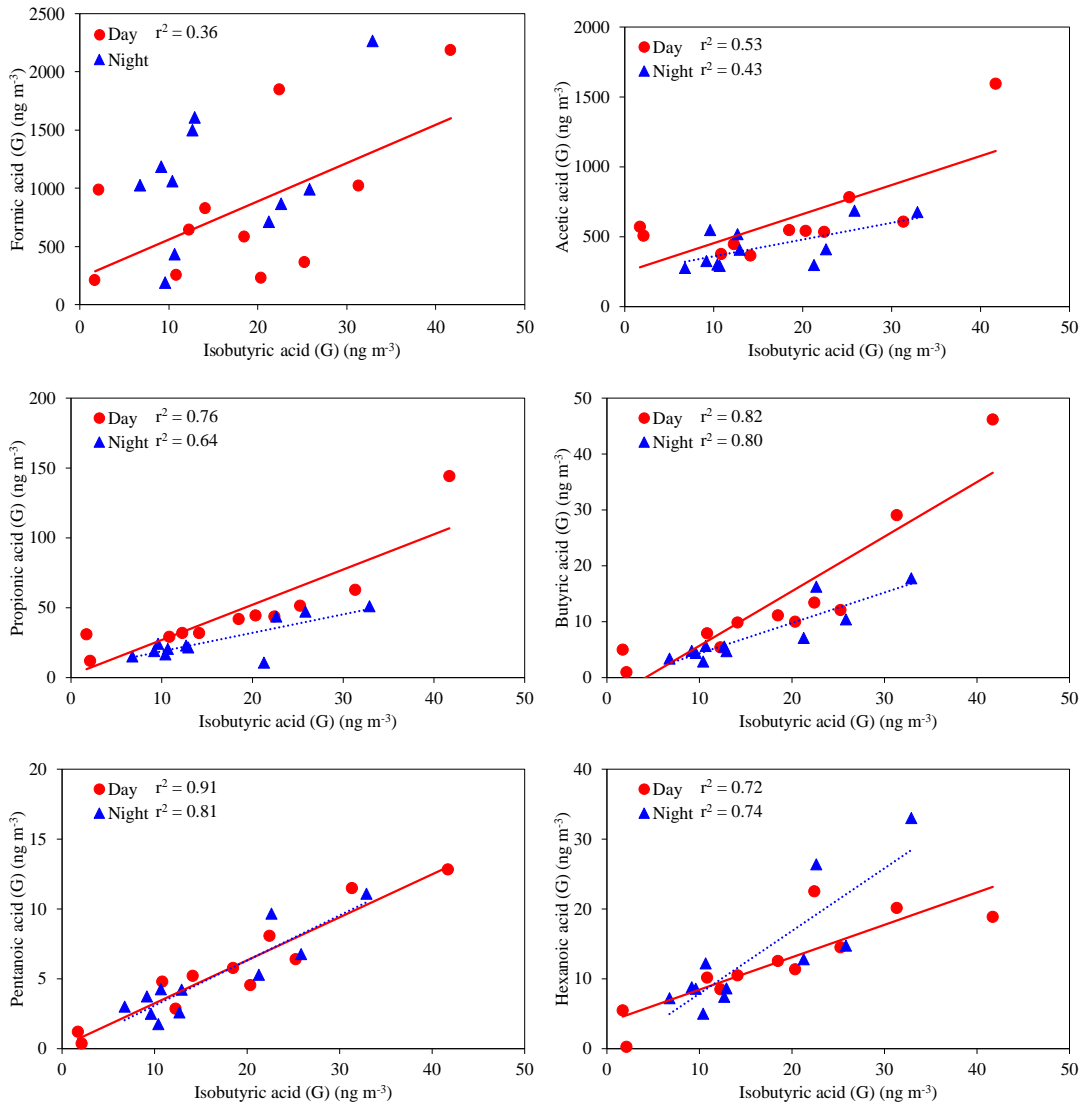 2500
2000
1500
1000
500
0
Formic acid (G) (ng m⁻³)
Day r² = 0.36
Night
0 10 20 30 40 50
Isobutyric acid (G) (ng m⁻³)
2000
1500
1000
500
0
Acetic acid (G) (ng m⁻³)
Day r² = 0.53
Night r² = 0.43
0 10 20 30 40 50
Isobutyric acid (G) (ng m⁻³)
200
150
100
50
0
Propionic acid (G) (ng m⁻³)
Day r² = 0.76
Night r² = 0.64
0 10 20 30 40 50
Isobutyric acid (G) (ng m⁻³)
50
40
30
20
10
0
Butyric acid (G) (ng m⁻³)
Day r² = 0.82
Night r² = 0.80
0 10 20 30 40 50
Isobutyric acid (G) (ng m⁻³)
20
15
10
5
0
Pentanoic acid (G) (ng m⁻³)
Day r² = 0.91
Night r² = 0.81
0 10 20 30 40 50
Isobutyric acid (G) (ng m⁻³)
40
30
20
10
0
Hexanoic acid (G) (ng m⁻³)
Day r² = 0.72
Night r² = 0.74
0 10 20 30 40 50
Isobutyric acid (G) (ng m⁻³)